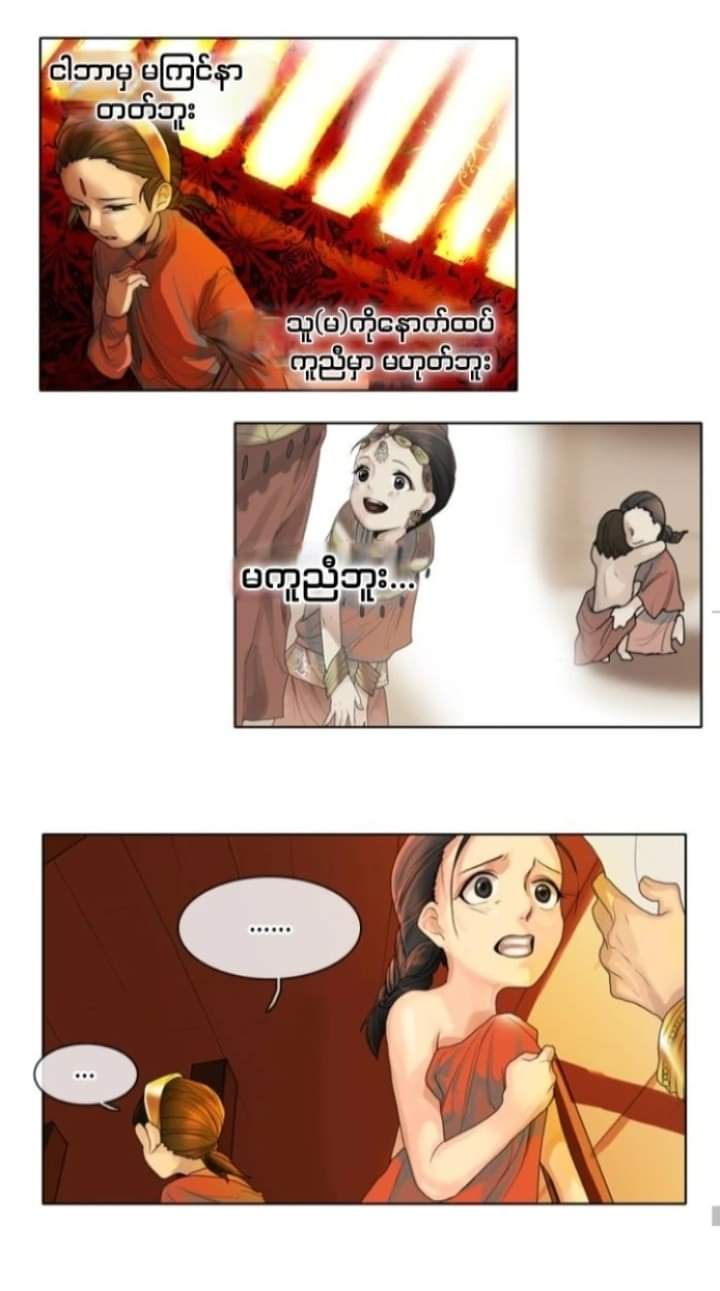 ငါဘာမှ မကြင်နာ
တတ်ဘူး
သူ(မ)ကိုနောက်ထပ်
ကူညီမှာ မဟုတ်ဘူး
မကူညီဘူး...
......
...